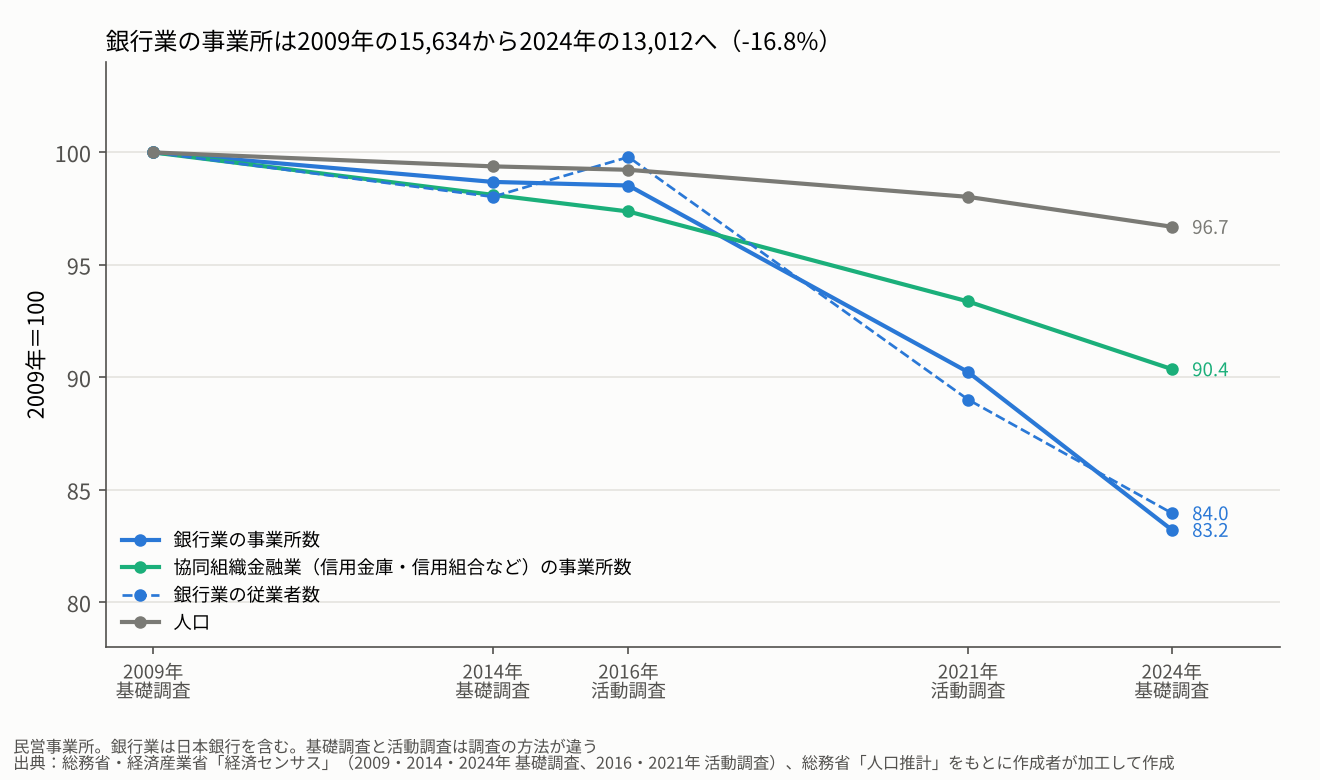 銀行業の事業所は2009年の15,634から2024年の13,012へ（-16.8%）
2009年＝100
100
95
90
85
80
96.7
90.4
84.0
83.2
銀行業の事業所数
協同組織金融業（信用金庫・信用組合など）の事業所数
銀行業の従業者数
人口
2009年
基礎調査
2014年
基礎調査
2016年
活動調査
2021年
活動調査
2024年
基礎調査
民営事業所。銀行業は日本銀行を含む。基礎調査と活動調査は調査の方法が違う
出典：総務省・経済産業省「経済センサス」（2009・2014・2024年 基礎調査、2016・2021年 活動調査）、総務省「人口推計」をもとに作成者が加工して作成